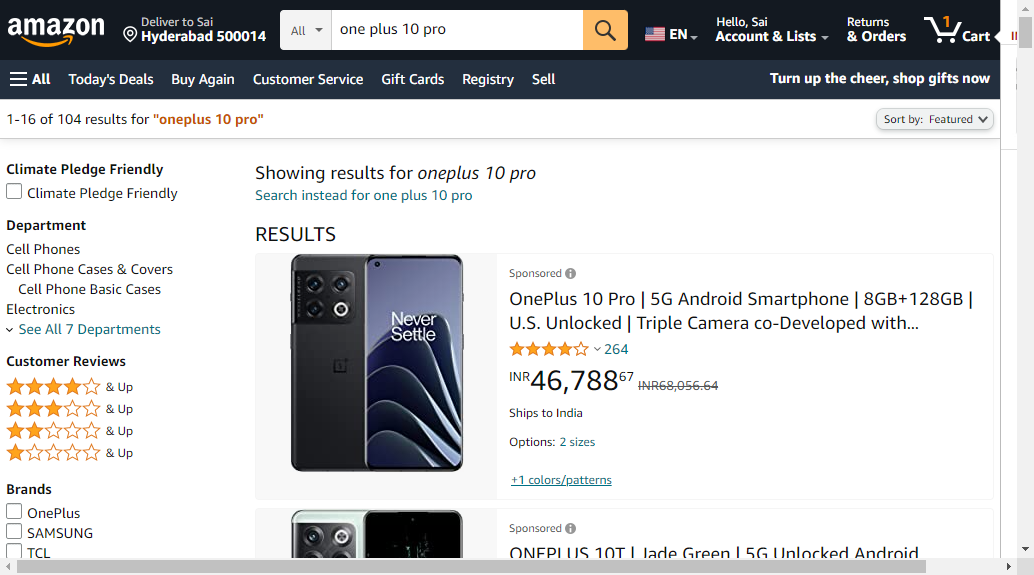 amazon
Deliver to Sai
Hyderabad 500014
All
one plus 10 pro
EN
Hello, Sai
Account & Lists
Returns
& Orders
1
Cart
All
Today's Deals
Buy Again
Customer Service
Gift Cards
Registry
Sell
Turn up the cheer, shop gifts now
1-16 of 104 results for "oneplus 10 pro"
Sort by: Featured
Climate Pledge Friendly
Climate Pledge Friendly
Department
Cell Phones
Cell Phone Cases & Covers
Cell Phone Basic Cases
Electronics
See All 7 Departments
Customer Reviews
& Up
& Up
& Up
& Up
Brands
OnePlus
SAMSUNG
TCL
Showing results for oneplus 10 pro
Search instead for one plus 10 pro
RESULTS
Never
Settle
Sponsored
OnePlus 10 Pro | 5G Android Smartphone | 8GB+128GB |
U.S. Unlocked | Triple Camera co-Developed with...
264
INR46,78867 INR68,056.64
Ships to India
Options: 2 sizes
+1 colors/patterns
Sponsored
ONEPLUS 10T | Jade Green | 5G Unlocked Android